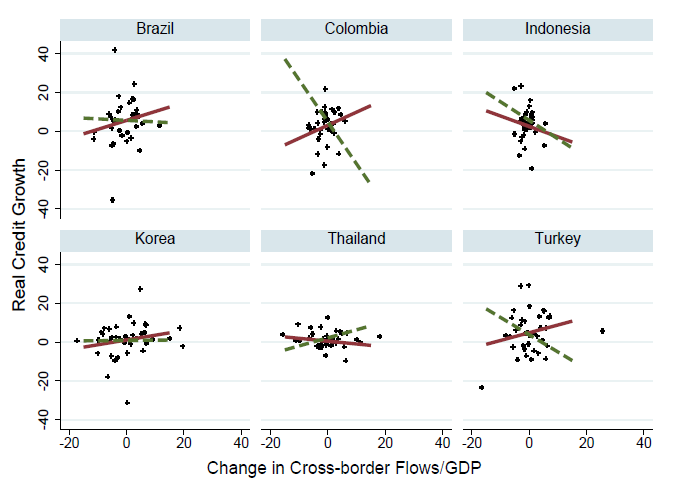 Brazil Colombia Indonesia
40
20
0
-20
-40
Korea Thailand Turkey
40
20
0
-20
-40
-20 0 20 40 -20 0 20 40 -20 0 20 40
Real Credit Growth
Change in Cross-border Flows/GDP